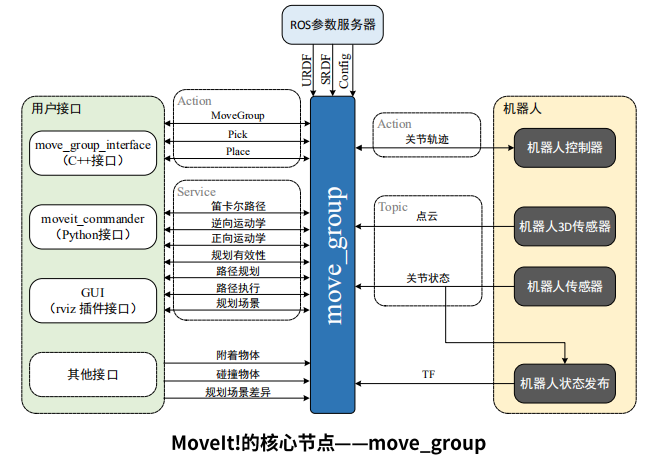 ROS参数服务器
URDF
SRDF
Config
用户接口
move_group_interface
（C++接口）
moveit_commander
（Python接口）
GUI
（rviz 插件接口）
其他接口
Action
MoveGroup
Pick
Place
Service
笛卡尔路径
逆向运动学
正向运动学
规划有效性
路径规划
路径执行
规划场景
附着物体
碰撞物体
规划场景差异
move_group
Action
关节轨迹
Topic
点云
关节状态
TF
机器人
机器人控制器
机器人3D传感器
机器人传感器
机器人状态发布
MoveIt!的核心节点——move_group